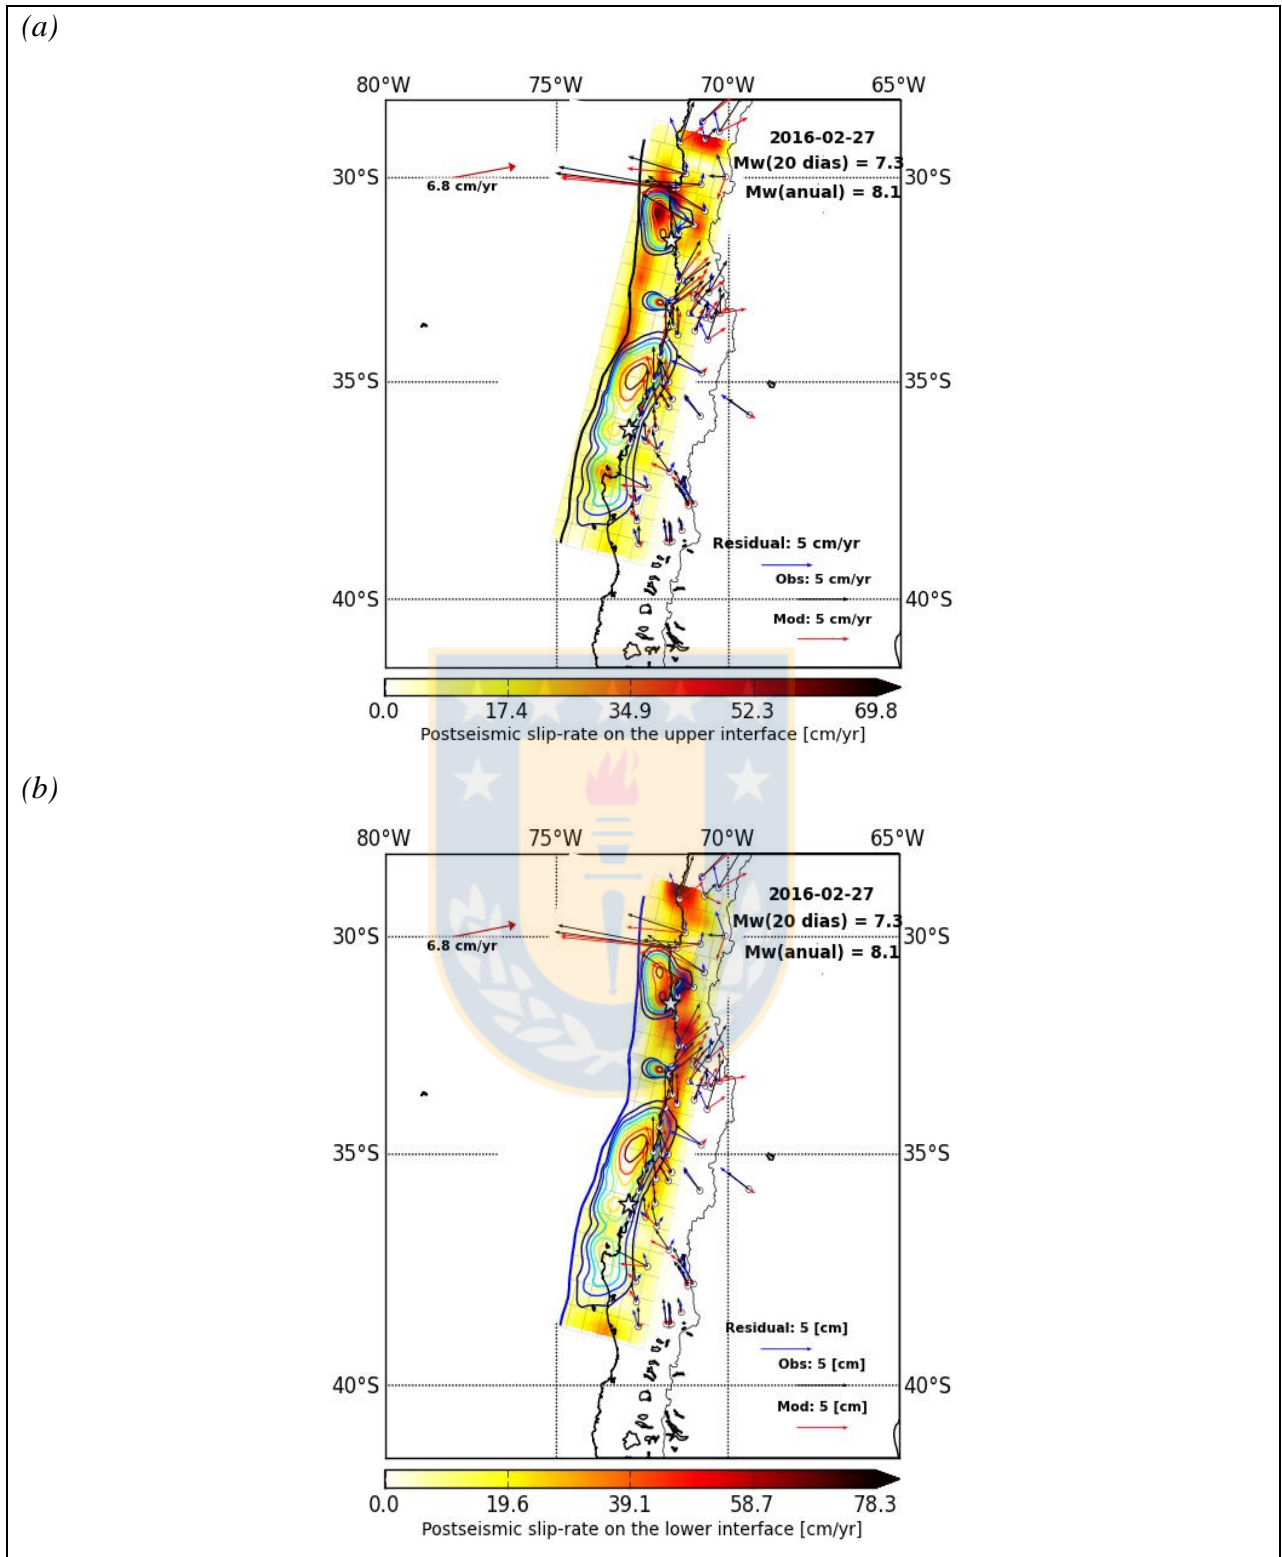 (a)
80°W 75°W 70°W 65°W
2016-02-27
Mw(20 dias) = 7.3
30°S 30°S
6.8 cm/yr
Mw(anual) = 8.1
35°S 35°S
Residual: 5 cm/yr
Obs: 5 cm/yr
40°S 40°S
Mod: 5 cm/yr
0.0 17.4 34.9 52.3 69.8
Postseismic slip-rate on the upper interface [cm/yr]
(b)
80°W 75°W 70°W 65°W
2016-02-27
Mw(20 dias) = 7.3
30°S 30°S
6.8 cm/yr
Mw(anual) = 8.1
35°S 35°S
Residual: 5 [cm]
Obs: 5 [cm]
40°S 40°S
Mod: 5 [cm]
0.0 19.6 39.1 58.7 78.3
Postseismic slip-rate on the lower interface [cm/yr]